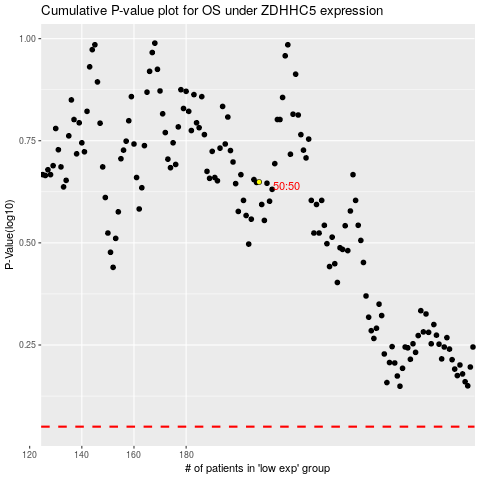 Cumulative P-value plot for OS under ZDHHC5 expression
1.00
0.75
0.50
0.25
P-Value(log10)
50:50
120 140 160 180
# of patients in 'low exp' group